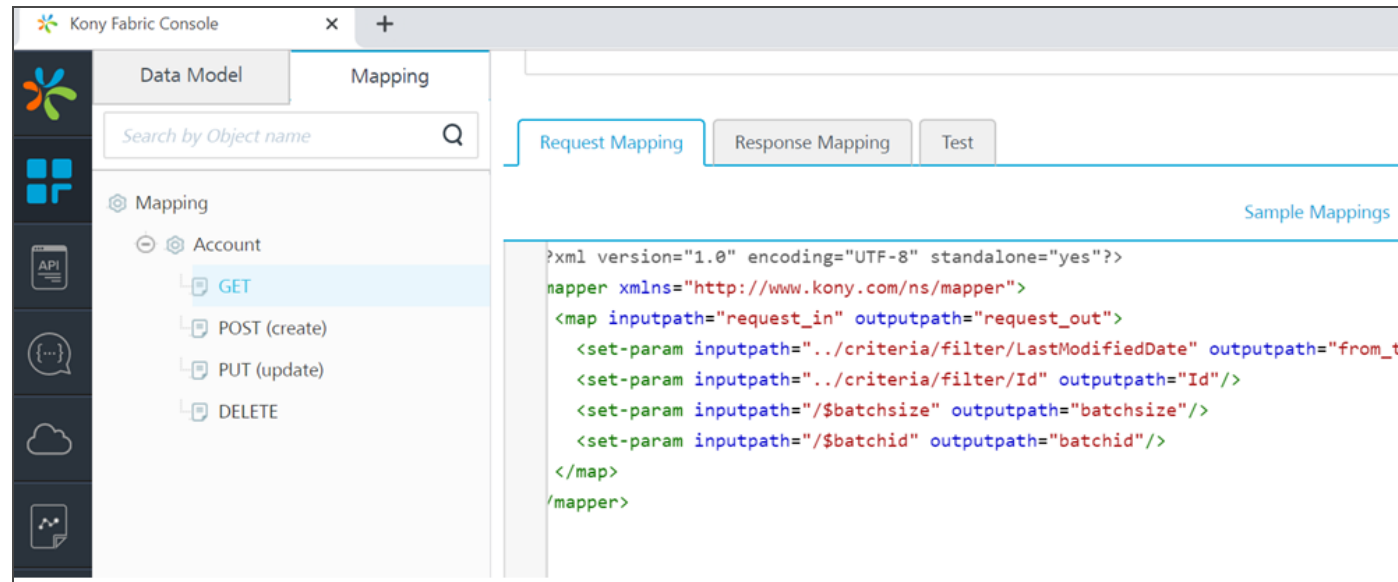 Kony Fabric Console × +
Data Model Mapping
Search by Object name
Request Mapping Response Mapping Test
Mapping
Sample Mappings
Account
GET
POST (create)
PUT (update)
DELETE
API
{...}
?xml version="1.0" encoding="UTF-8" standalone="yes"?>
mapper xmlns="http://www.kony.com/ns/mapper">
<map inputpath="request_in" outputpath="request_out">
<set-param inputpath="../criteria/filter/LastModifiedDate" outputpath="from_t
<set-param inputpath="../criteria/filter/Id" outputpath="Id"/>
<set-param inputpath="/$batchsize" outputpath="batchsize"/>
<set-param inputpath="/$batchid" outputpath="batchid"/>
</map>
/mapper>